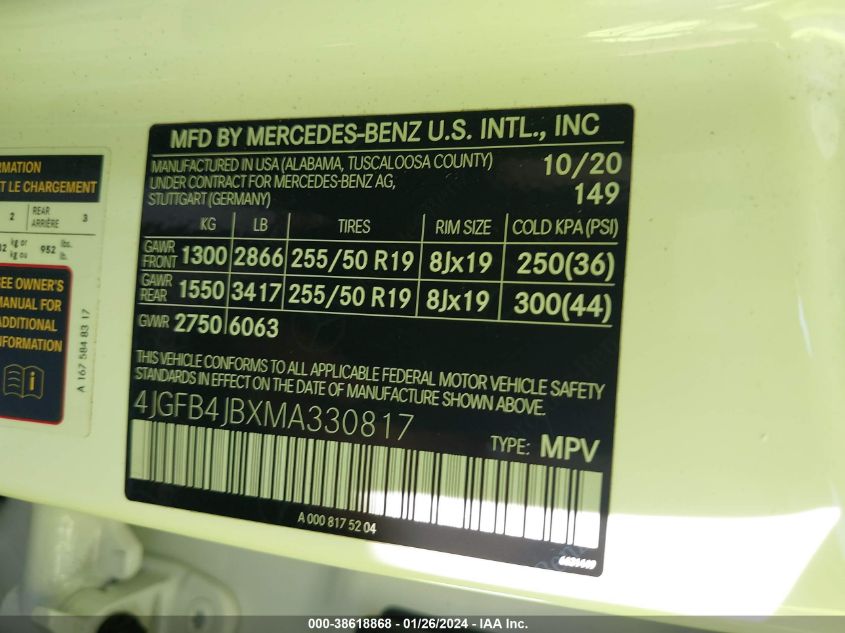 MFD BY MERCEDES-BENZ U.S. INTL., INC
MANUFACTURED IN USA (ALABAMA, TUSCALOOSA COUNTY) 10/20
UNDER CONTRACT FOR MERCEDES-BENZ AG, 149
STUTTGART (GERMANY)
KG LB TIRES RIM SIZE COLD KPA (PSI)
GAWR FRONT 1300 2866 255/50 R19 8Jx19 250(36)
GAWR REAR 1550 3417 255/50 R19 8Jx19 300(44)
GVWR 2750 6063
THIS VEHICLE CONFORMS TO ALL APPLICABLE FEDERAL MOTOR VEHICLE SAFETY
STANDARDS IN EFFECT ON THE DATE OF MANUFACTURE SHOWN ABOVE.
4JGFB4JBXMA330817
TYPE: MPV
A 000 817 52 04
REAR 3
2 ARRIÈRE
kg or 952 lbs.
kg ou lb.
OWNER'S
MANUAL FOR
ADDITIONAL
A 167 584 83 17
000-38618868 - 01/26/2024 - IAA Inc.